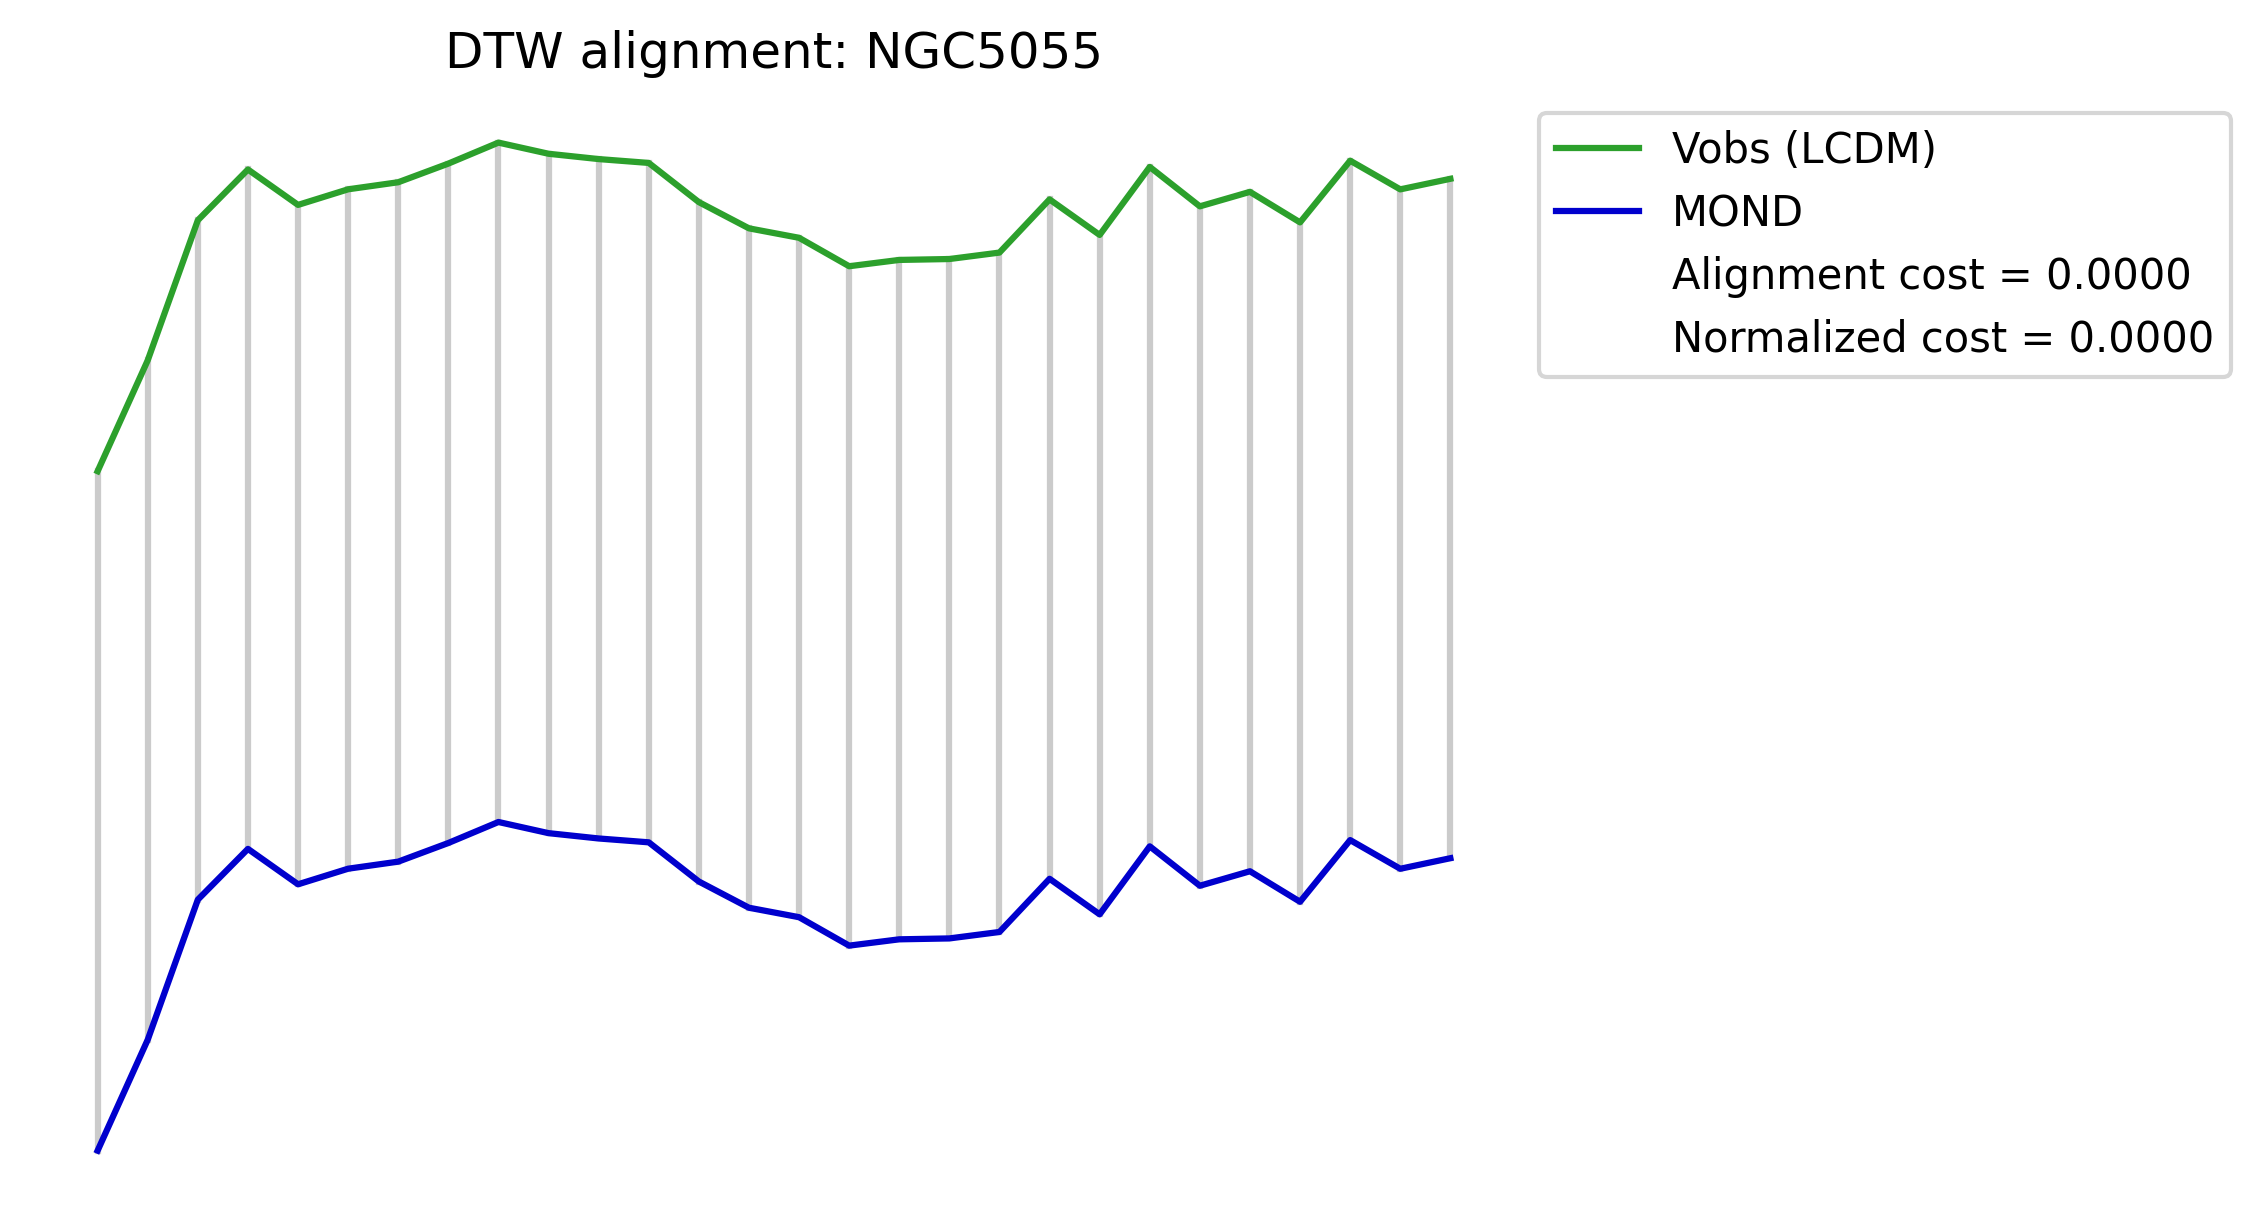 DTW alignment: NGC5055
Vobs (LCDM)
MOND
Alignment cost = 0.0000
Normalized cost = 0.0000